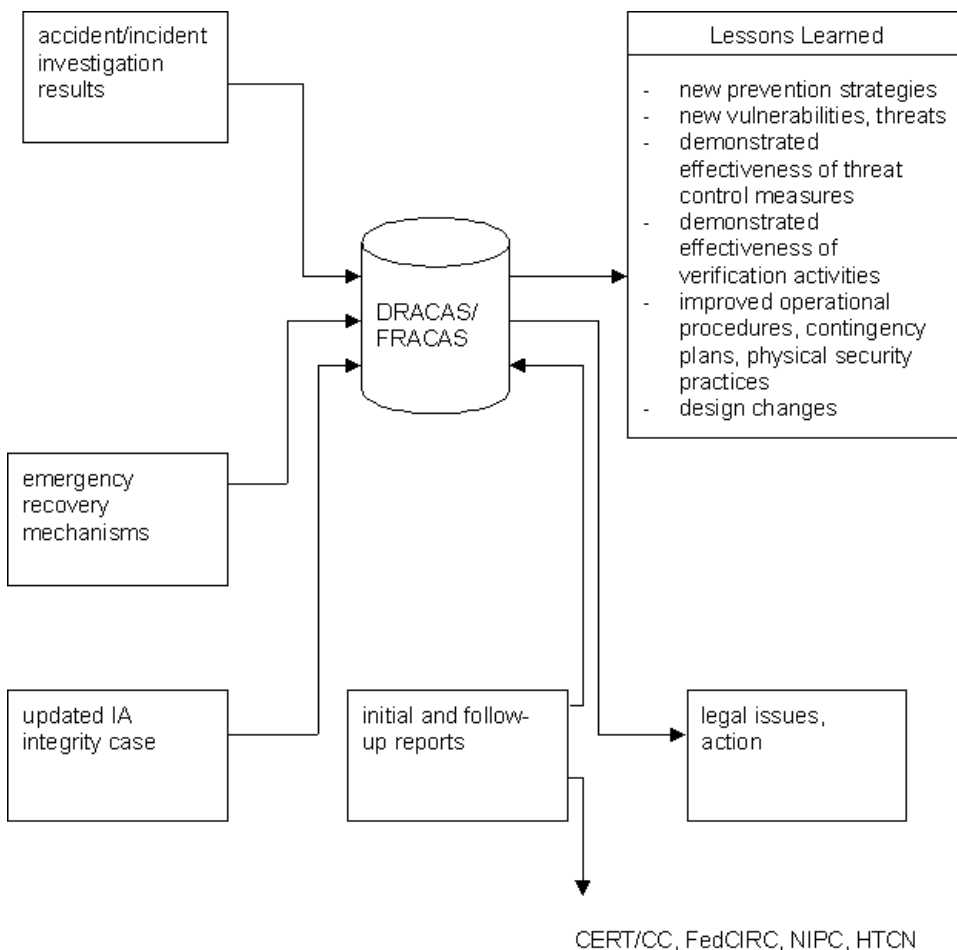 accident/incident
investigation
results
Lessons Learned
- new prevention strategies
- new vulnerabilities, threats
- demonstrated
effectiveness of threat
control measures
- demonstrated
effectiveness of
verification activities
- improved operational
procedures, contingency
plans, physical security
practices
- design changes
DRACAS/
FRACAS
emergency
recovery
mechanisms
updated IA
integrity case
initial and follow-
up reports
legal issues,
action
CERT/CC, FedCIRC, NIPC, HTCN